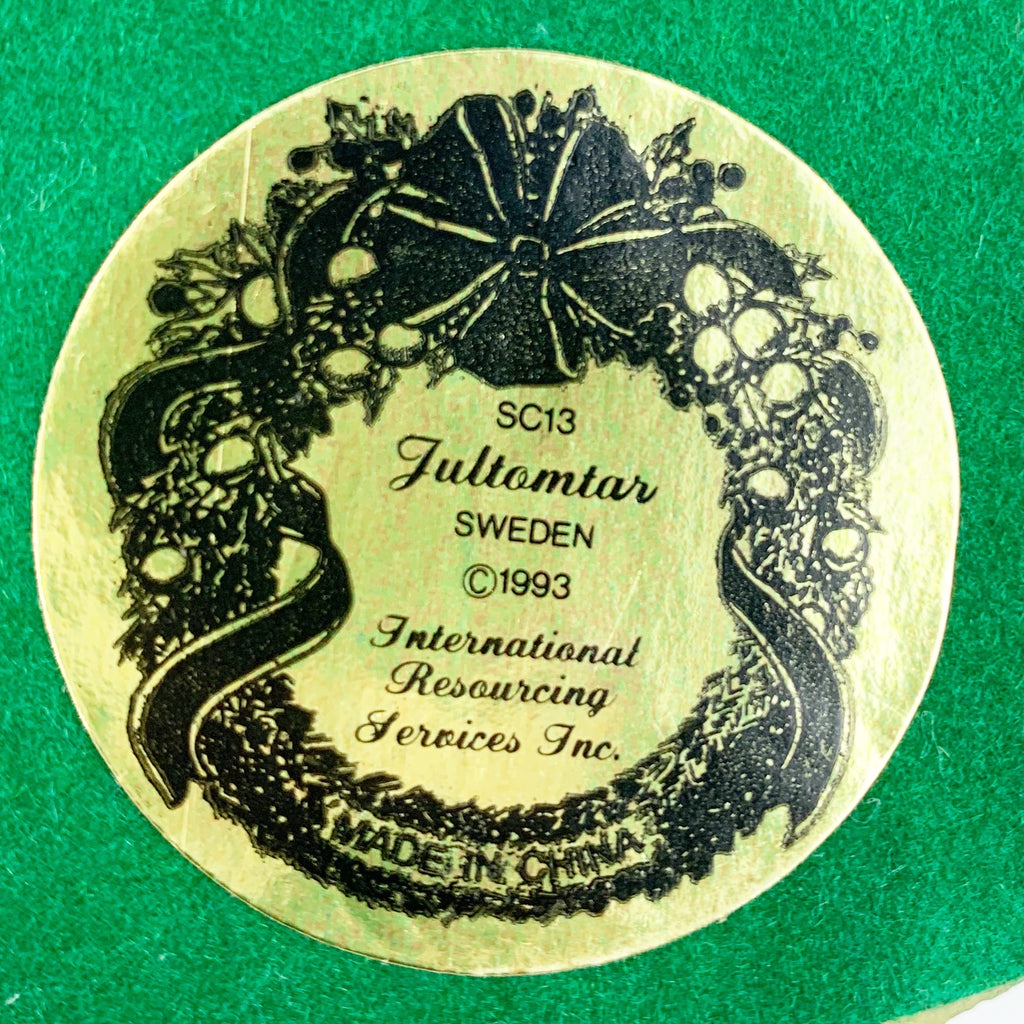 SC13
Jultomtar
SWEDEN
©1993
International
Resourcing
Services Inc.
MADE IN CHINA